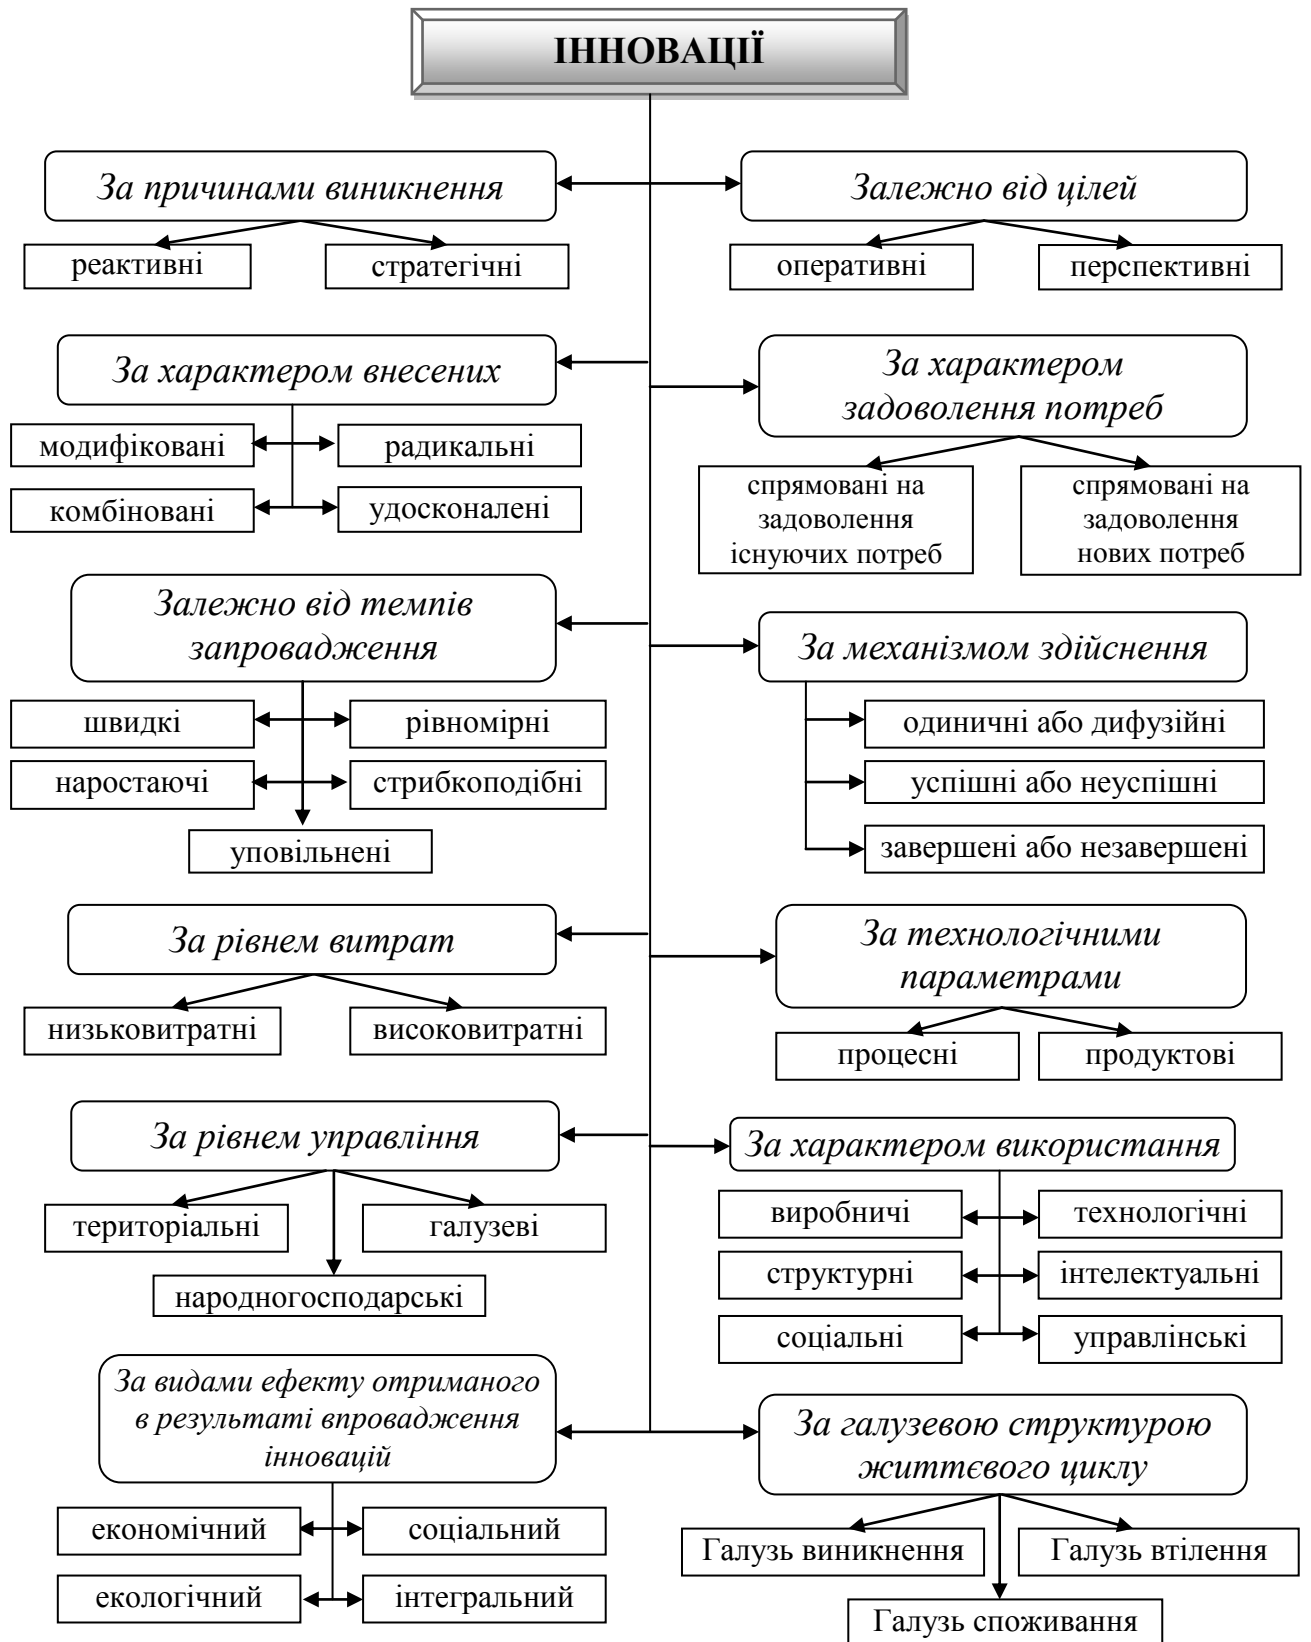 ІННОВАЦІЇ
За причинами виникнення
Залежно від цілей
реактивні
стратегічні
оперативні
перспективні
За характером внесених
За характером
задоволення потреб
модифіковані
радикальні
комбіновані
удосконалені
спрямовані на
задоволення
існуючих потреб
спрямовані на
задоволення
нових потреб
Залежно від темпів
запровадження
За механізмом здійснення
швидкі
рівномірні
наростаючі
стрибкоподібні
уповільнені
одиничні або дифузійні
успішні або неуспішні
завершені або незавершені
За рівнем витрат
За технологічними
параметрами
низьковитратні
високовитратні
процесні
продуктові
За рівнем управління
За характером використання
територіальні
галузеві
народногосподарські
виробничі
технологічні
структурні
інтелектуальні
соціальні
управлінські
За видами ефекту отриманого
в результаті впровадження
інновацій
За галузевою структурою
життєвого циклу
економічний
соціальний
екологічний
інтегральний
Галузь виникнення
Галузь втілення
Галузь споживання